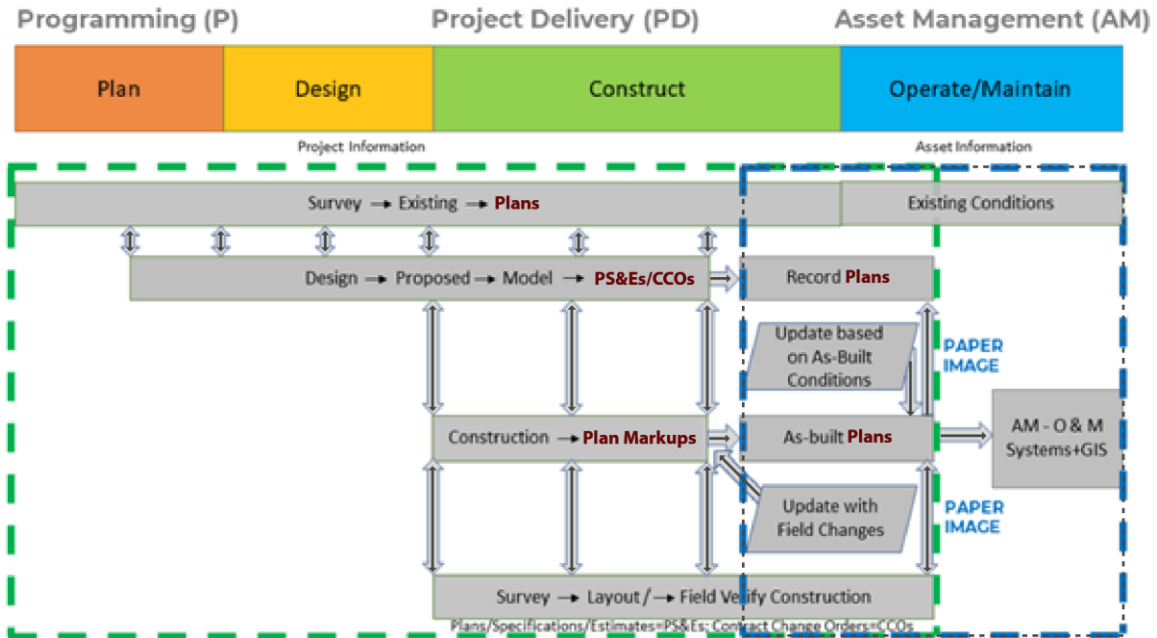 Programming (P)
Project Delivery (PD)
Asset Management (AM)
Plan
Design
Construct
Operate/Maintain
Project Information
Asset Information
Survey → Existing → Plans
Existing Conditions
Design → Proposed → Model → PS&Es/CCOs
Record Plans
Update based
on As-Built
Conditions
PAPER
IMAGE
Construction → Plan Markups
As-built Plans
AM - O & M
Systems+GIS
Update with
Field Changes
PAPER
IMAGE
Survey → Layout/ → Field Verify Construction
Plans/Specifications/Estimates=PS&Es; Contract Change Orders=CCOs